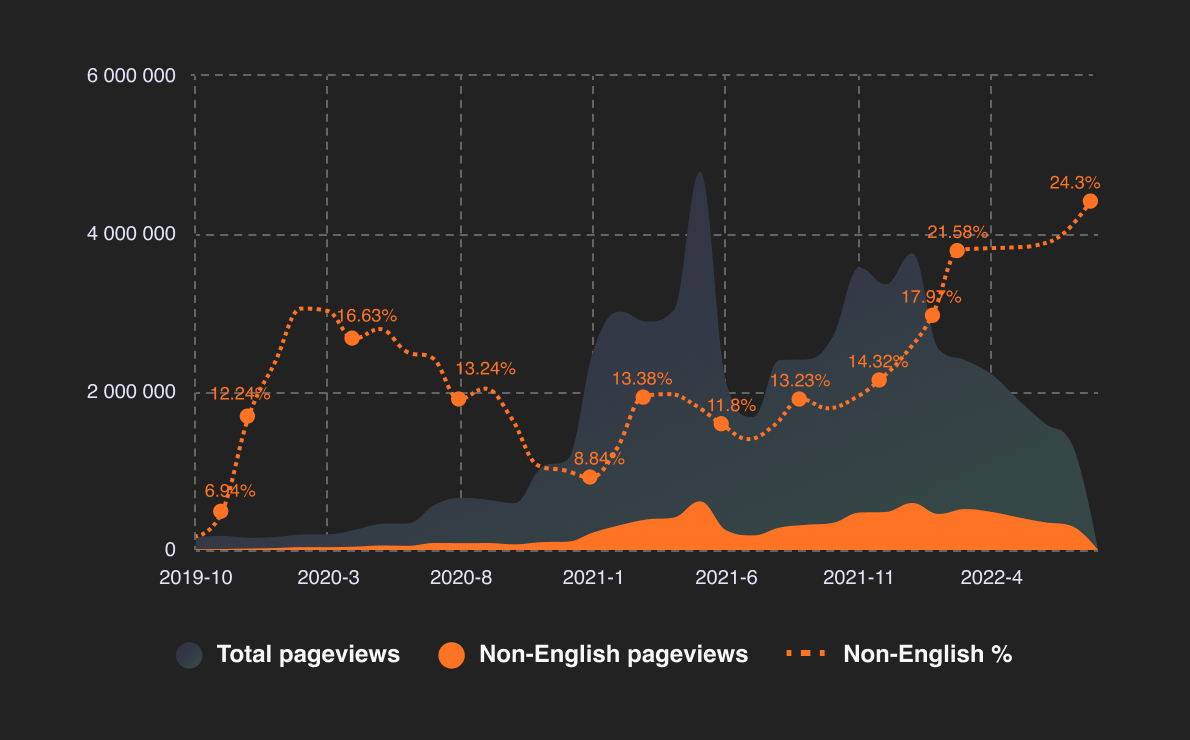 6 000 000
24.3%
4 000 000
21.58%
17.97%
16.63%
14.32%
13.24%
13.38%
13.23%
2 000 000
12.24%
11.8%
8.84%
6.94%
0
2019-10 2020-3 2020-8 2021-1 2021-6 2021-11 2022-4
Total pageviews Non-English pageviews Non-English %